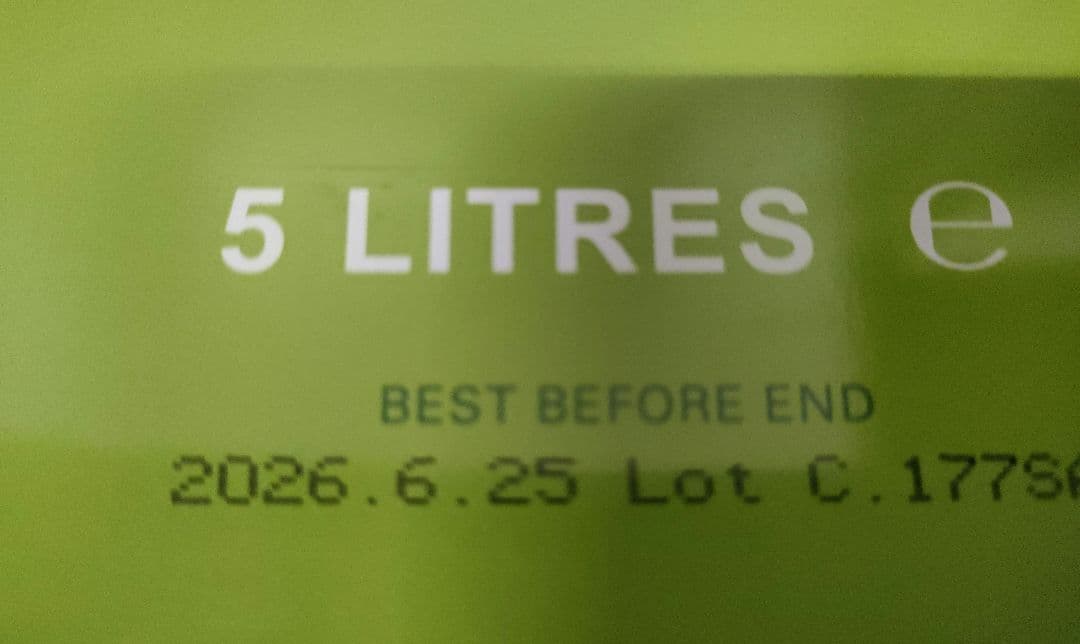 5 LITRES ℮
BEST BEFORE END
2026.6.25 Lot C.177S